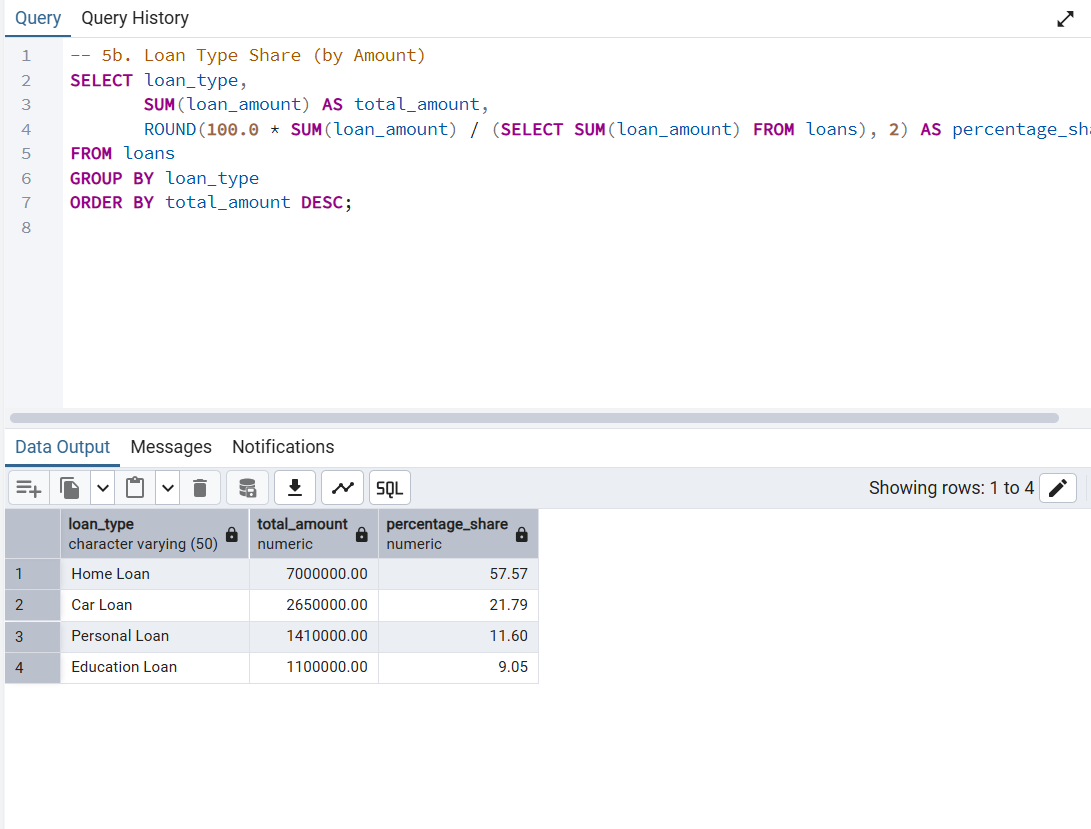 Query Query History
1 -- 5b. Loan Type Share (by Amount)
2 SELECT loan_type,
3 SUM(loan_amount) AS total_amount,
4 ROUND(100.0 * SUM(loan_amount) / (SELECT SUM(loan_amount) FROM loans), 2) AS percentage_sh
5 FROM loans
6 GROUP BY loan_type
7 ORDER BY total_amount DESC;
8
Data Output Messages Notifications
SQL Showing rows: 1 to 4
loan_type total_amount percentage_share
character varying (50) numeric numeric
1 Home Loan 7000000.00 57.57
2 Car Loan 2650000.00 21.79
3 Personal Loan 1410000.00 11.60
4 Education Loan 1100000.00 9.05